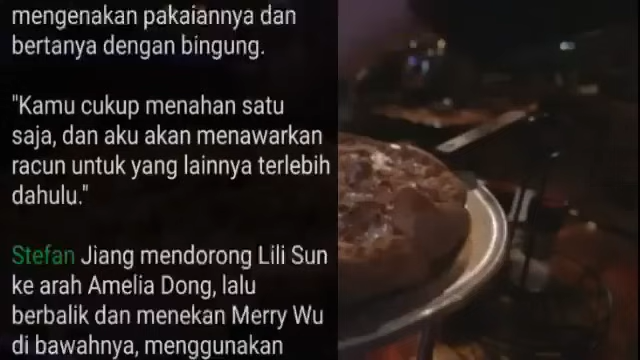 mengenakan pakaiannya dan
bertanya dengan bingung.
"Kamu cukup menahan satu
saja, dan aku akan menawarkan
racun untuk yang lainnya terlebih
dahulu."
Stefan Jiang mendorong Lili Sun
ke arah Amelia Dong, lalu
berbalik dan menekan Merry Wu
di bawahnya, menggunakan